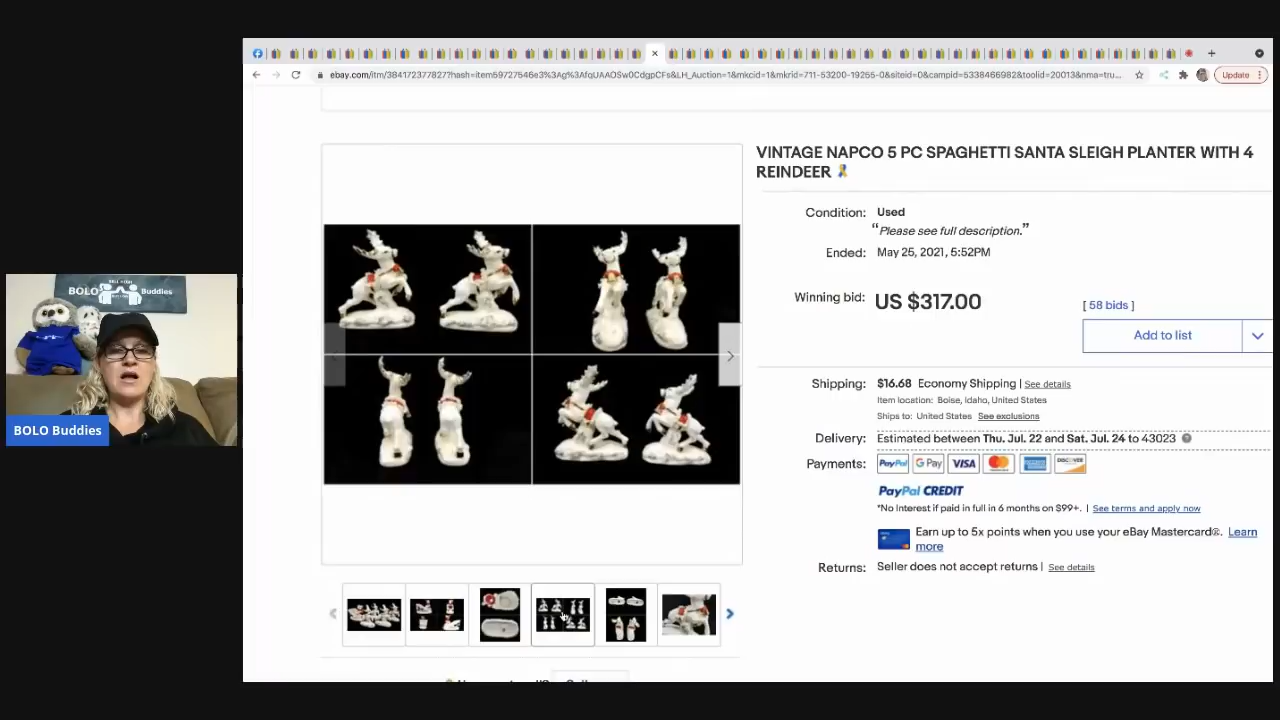 ebay.com/itm/384172377827?hash=item59727546e3%3Ag%3AfqUAAOSw0CdgpCFs&LH_Auction=1&mkcid=1&mkrid=711-53200-19255-0&siteid=0&campid=5338466982&toolid=20013&nma=tru...
Update
VINTAGE NAPCO 5 PC SPAGHETTI SANTA SLEIGH PLANTER WITH 4
REINDEER
Condition: Used
"Please see full description."
Ended: May 25, 2021, 5:52PM
Winning bid: US $317.00 [ 58 bids ]
Add to list
Shipping: $16.68 Economy Shipping | See details
Item location: Boise, Idaho, United States
Ships to: United States See exclusions
Delivery: Estimated between Thu. Jul. 22 and Sat. Jul. 24 to 43023
Payments: PayPal G Pay VISA MasterCard DISCOVER
PayPal CREDIT
*No Interest if paid in full in 6 months on $99+. | See terms and apply now
Earn up to 5x points when you use your eBay Mastercard®. Learn
more
Returns: Seller does not accept returns | See details
BOLO Buddies
BOLO Buddies